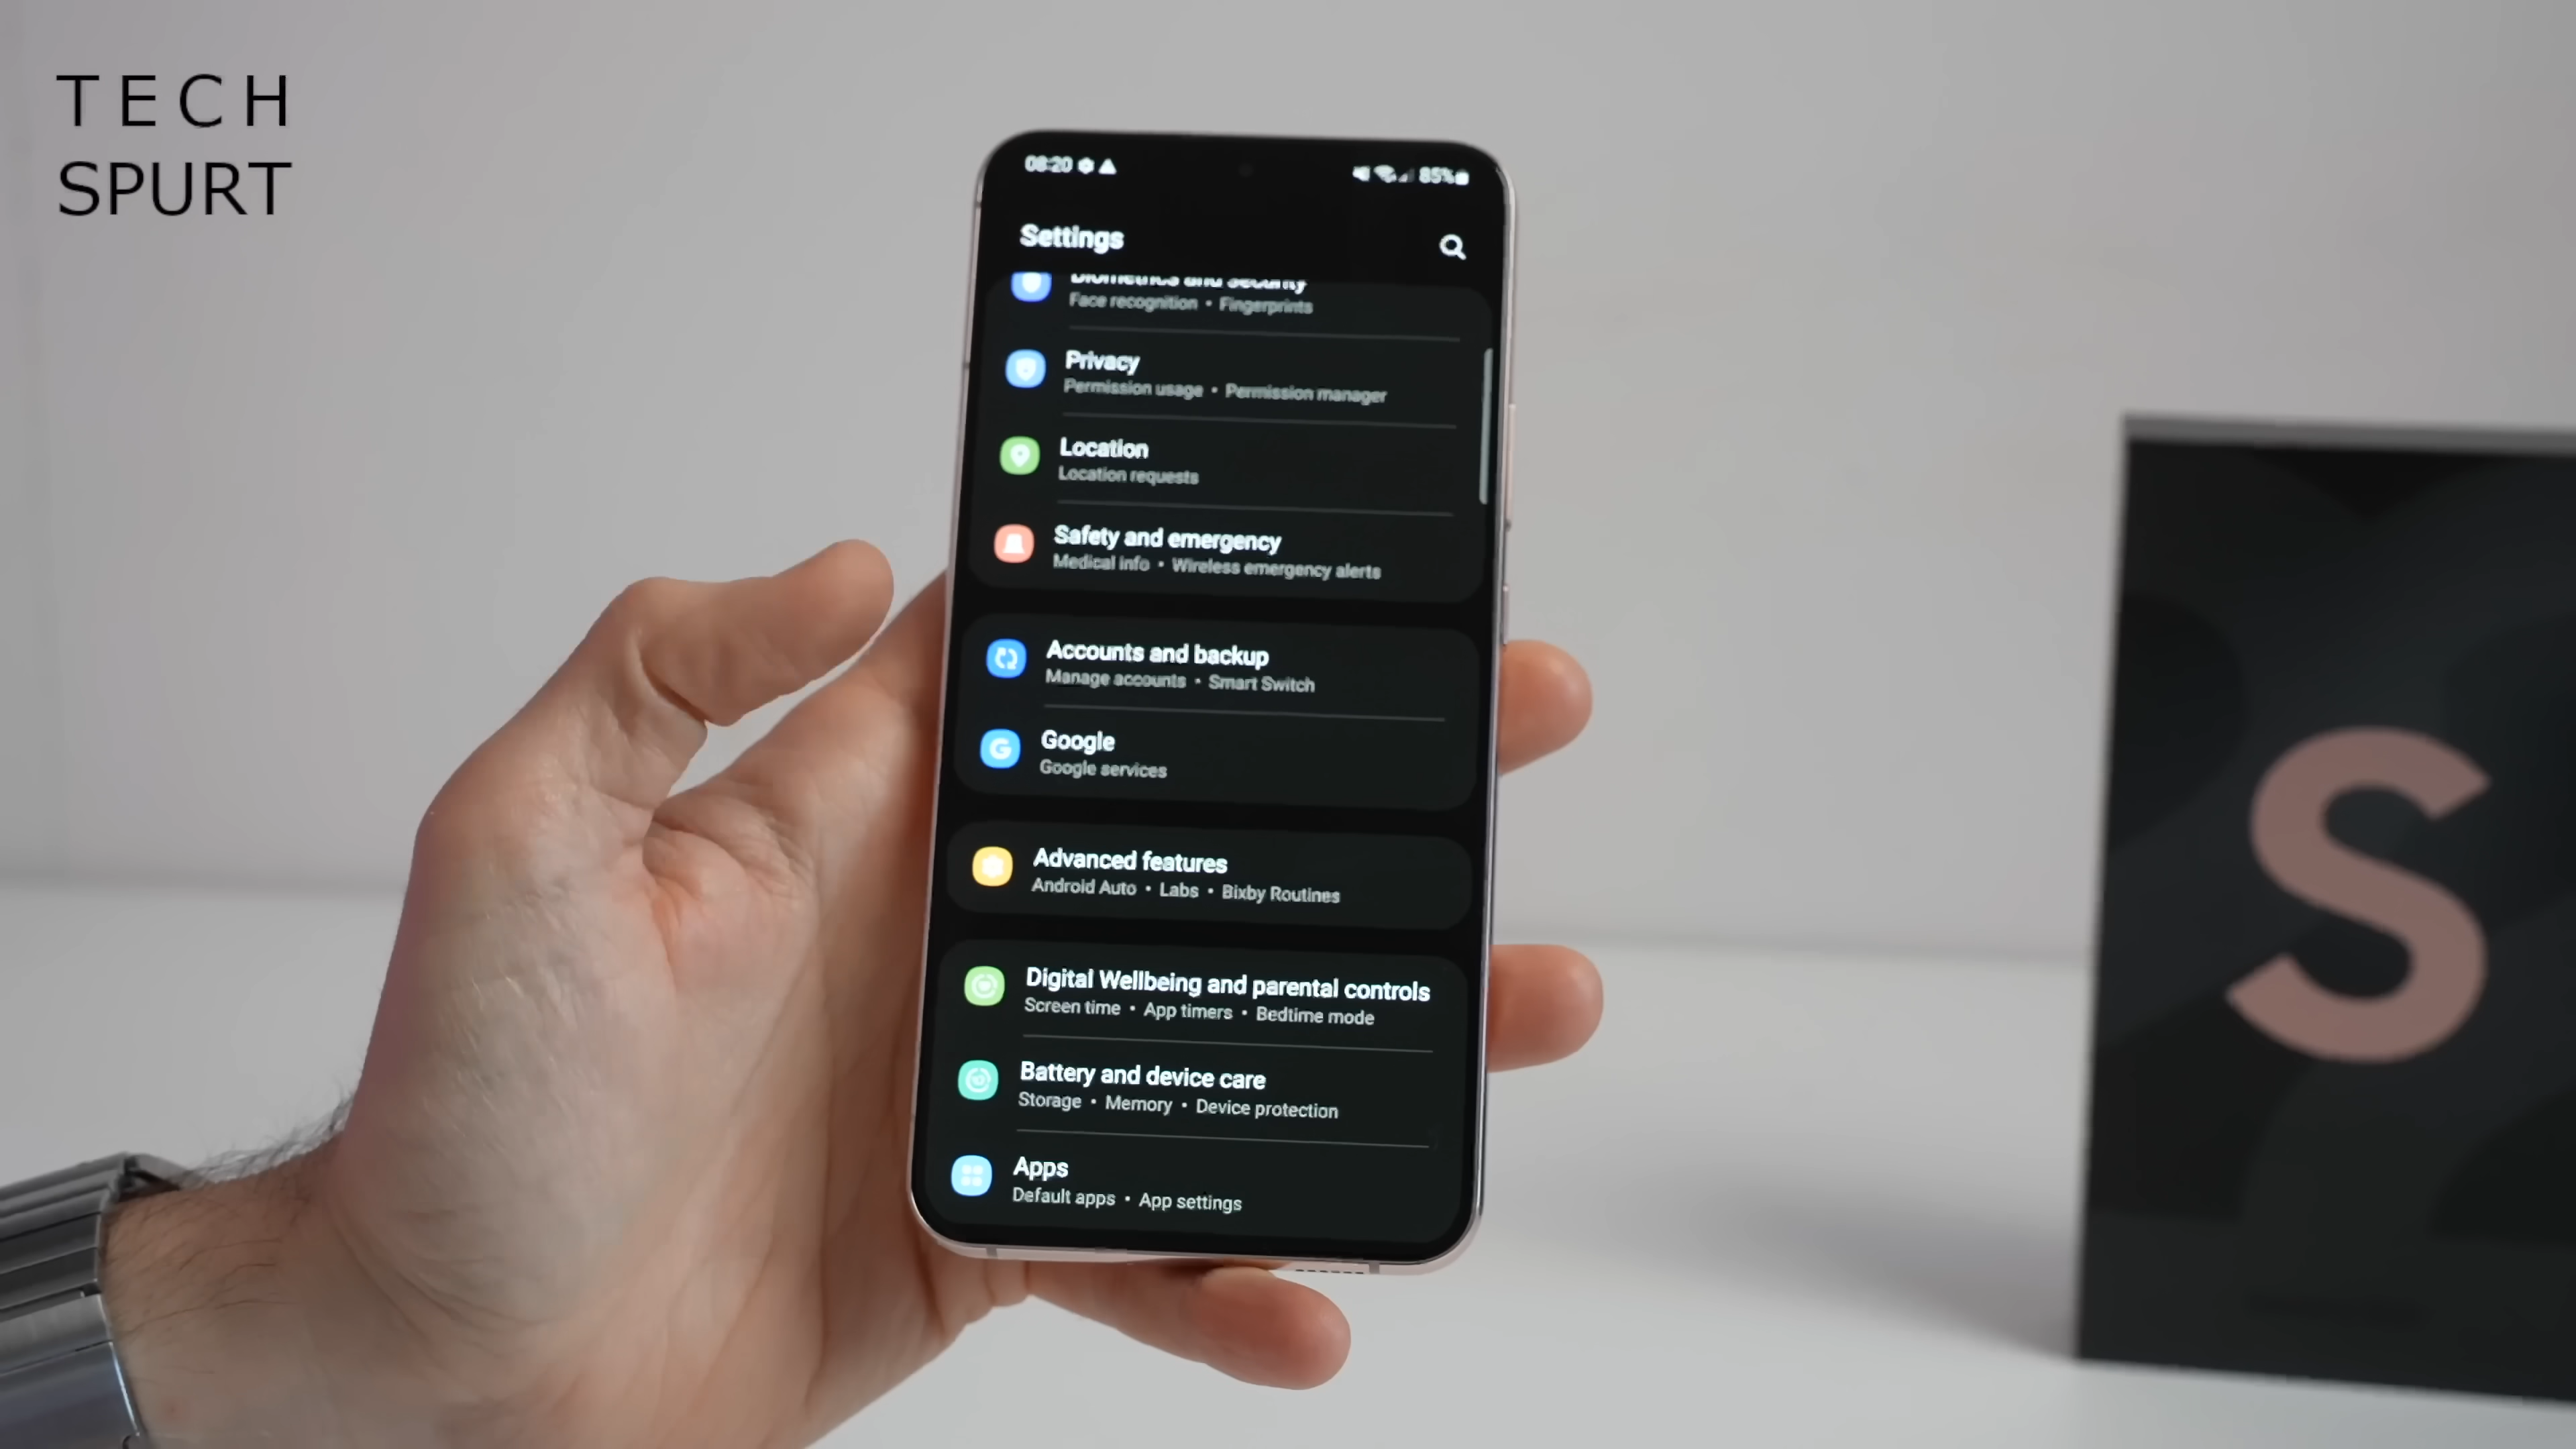 TECH
SPURT
08:20
85%
Settings
Biometrics and security
Face recognition • Fingerprints
Privacy
Permission usage • Permission manager
Location
Location requests
Safety and emergency
Medical info • Wireless emergency alerts
Accounts and backup
Manage accounts • Smart Switch
Google
Google services
Advanced features
Android Auto • Labs • Bixby Routines
Digital Wellbeing and parental controls
Screen time • App timers • Bedtime mode
Battery and device care
Storage • Memory • Device protection
Apps
Default apps • App settings
S